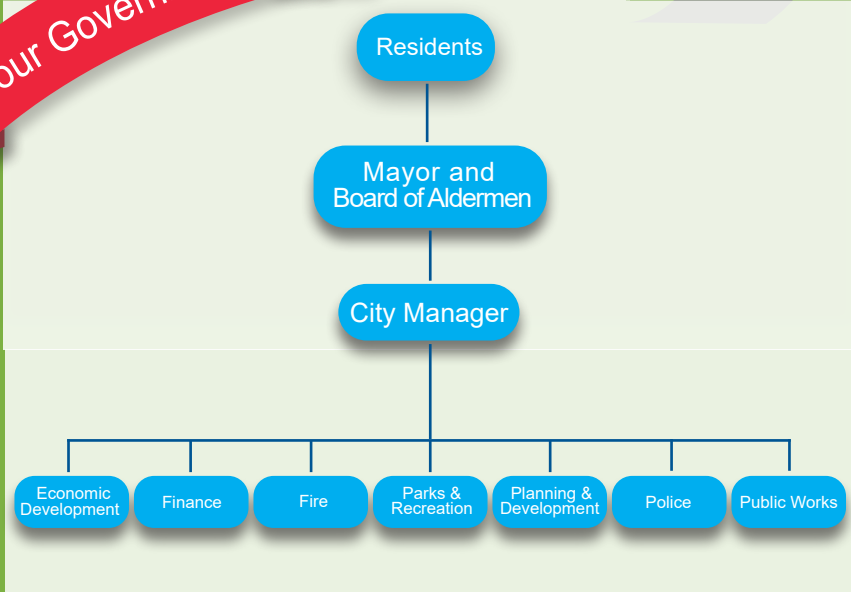 our Govern
Residents
Mayor and
Board of Aldermen
City Manager
Economic
Development
Finance
Fire
Parks &
Recreation
Planning &
Development
Police
Public Works